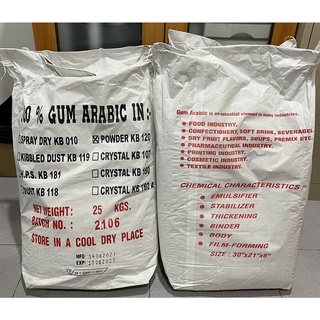 GUM ARABIC IN
SPRAY DRY KB 010
POWDER KB 120
KIBBLED DUST KB 119
CRYSTAL KB 107
H.P.S. KB 181
CRYSTAL KB 160
KB 118
CRYSTAL KB
NET WEIGHT: 25 KGS.
BATCH NO.: 2106
STORE IN A COOL DRY PLACE
MFG:
EXP:
Gum Arabic is an essential element in many industries.
FOOD INDUSTRY,
CONFECTIONERY, SOFT DRINK, BEVERAGE
DRY FRUIT FLAVORS, SOUPS, PREMIX ETC.
PHARMACEUTICAL INDUSTRY,
PRINTING INDUSTRY,
COSMETIC INDUSTRY,
TEXTILE INDUSTRY.
CHEMICAL CHARACTERISTICS
EMULSIFIER
STABILIZER
THICKENING
BINDER
BODY
FILM-FORMING
SIZE : 30"x21"x6"